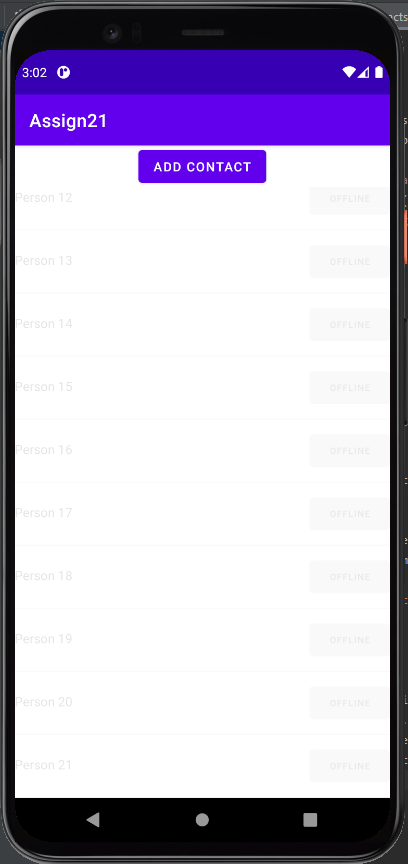 cts
3:02
Assign21
ADD CONTACT
Person 12 OFFLINE
Person 13 OFFLINE
Person 14 OFFLINE
Person 15 OFFLINE
Person 16 OFFLINE
Person 17 OFFLINE
Person 18 OFFLINE
Person 19 OFFLINE
Person 20 OFFLINE
Person 21 OFFLINE